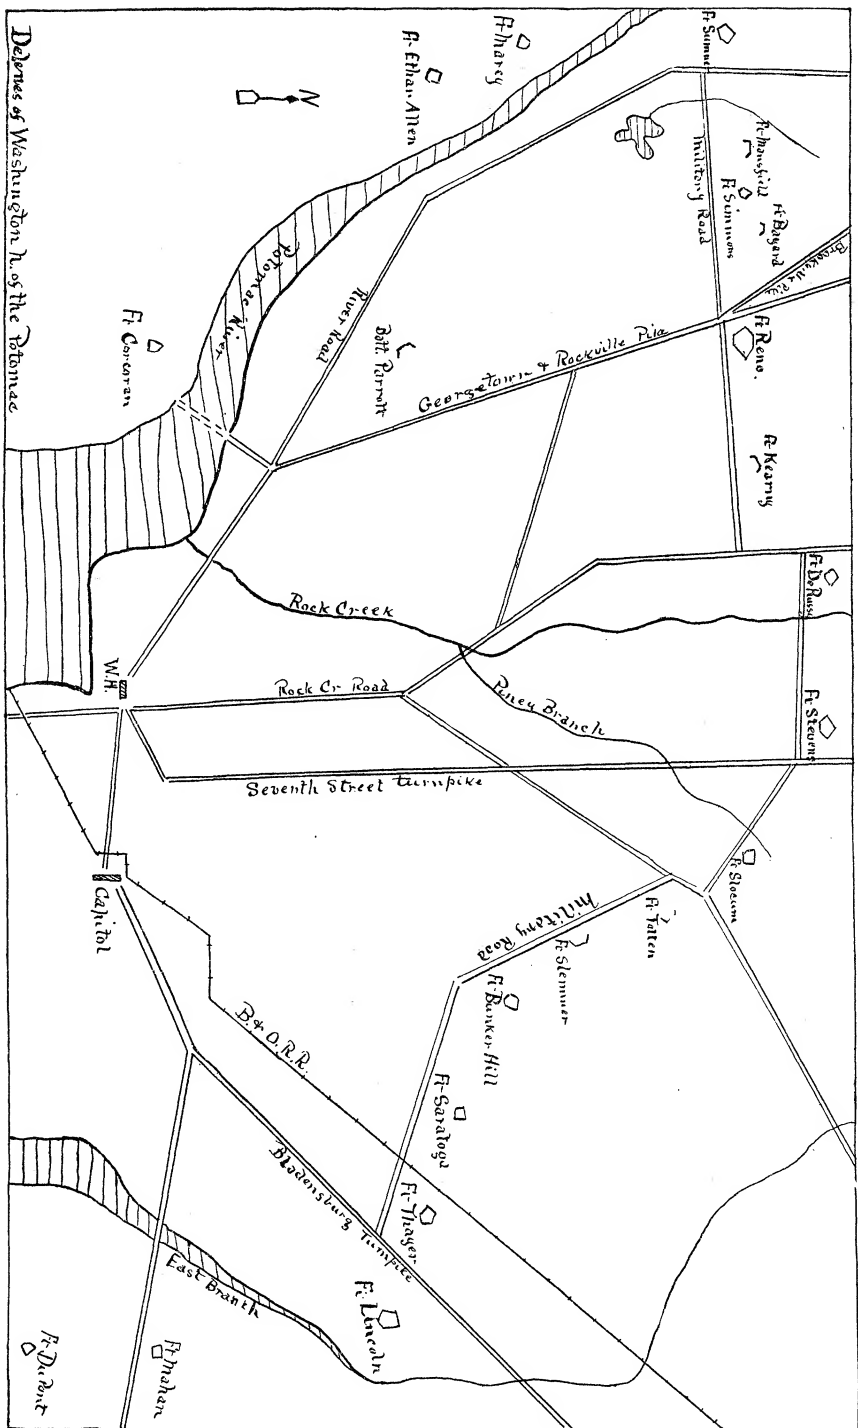 Defenses of Washington N. of the Potomac
N
Ft Marcy
Ft Ethan Allen
Ft Sumner
Ft Mansfield
Ft Simmons
Ft Bayard
Military Road
Brookville Pike
Potomac River
River Road
Batt. Parrott
Georgetown & Rockville Pike
Ft Reno.
Ft Kearny
Ft Corcoran
Ft DeRussy
Rock Creek
W.H.
Rock Cr Road
Piney Branch
Ft Stevens
Seventh Street Turnpike
Ft Slocum
Capitol
Ft Totten
Military Road
Ft Slemmer
Ft Bunker Hill
B. & O. R. R.
Ft Saratoga
Bladensburg Turnpike
Ft Thayer
East Branch
Ft Lincoln
Ft Mahan
Ft DuPont